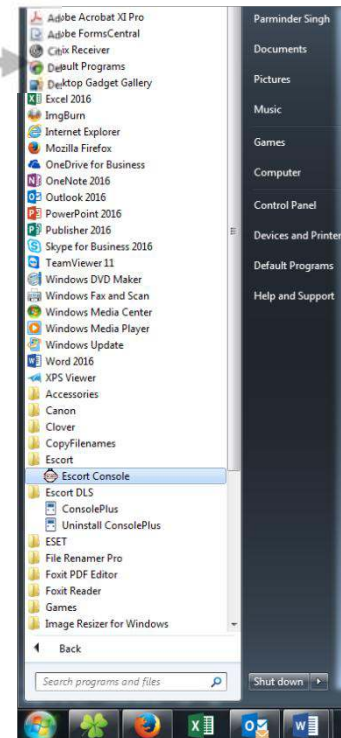 Adobe Acrobat XI Pro
Adobe FormsCentral
Citrix Receiver
Default Programs
Desktop Gadget Gallery
Excel 2016
ImgBurn
Internet Explorer
Mozilla Firefox
OneDrive for Business
OneNote 2016
Outlook 2016
PowerPoint 2016
Publisher 2016
Skype for Business 2016
TeamViewer 11
Windows DVD Maker
Windows Fax and Scan
Windows Media Center
Windows Media Player
Windows Update
Word 2016
XPS Viewer
Accessories
Canon
Clover
CopyFilenames
Escort
Escort Console
Escort DLS
ConsolePlus
Uninstall ConsolePlus
ESET
File Renamer Pro
Foxit PDF Editor
Foxit Reader
Games
Image Resizer for Windows
Back
Search programs and files
Parminder Singh
Documents
Pictures
Music
Games
Computer
Control Panel
Devices and Printer
Default Programs
Help and Support
Shut down